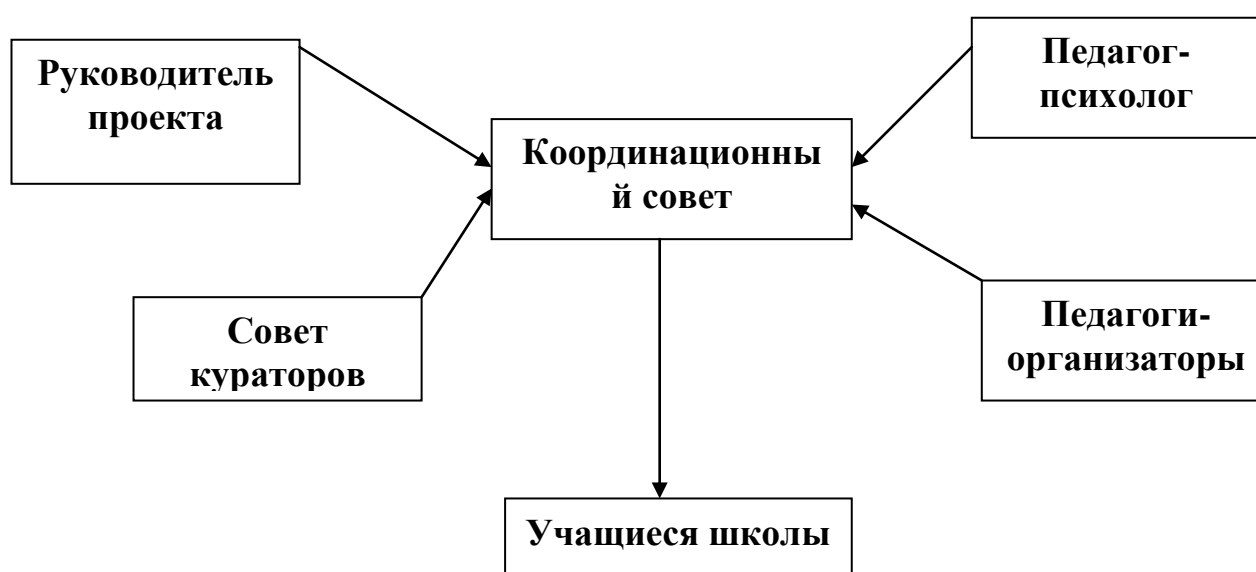 Руководитель
проекта
Педагог-
психолог
Координационны
й совет
Совет
кураторов
Педагоги-
организаторы
Учащиеся школы